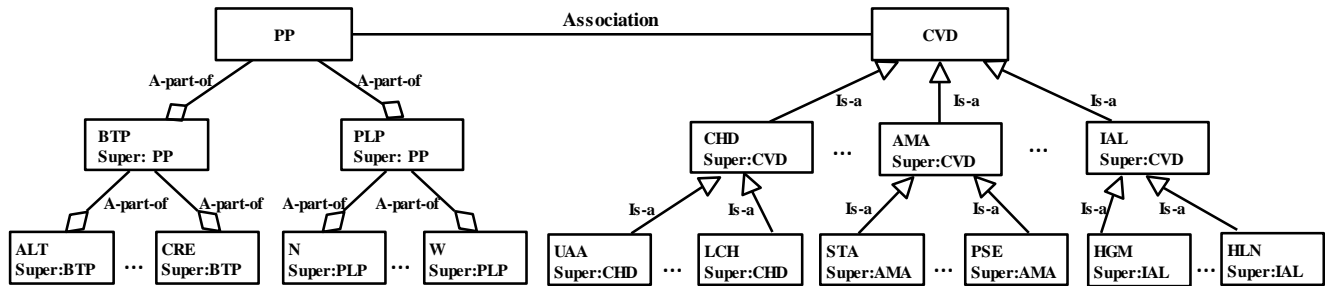 Association
PP
CVD
A-part-of
A-part-of
Is-a
Is-a
Is-a
BTP
Super: PP
PLP
Super: PP
CHD
Super:CVD
...
AMA
Super:CVD
...
IAL
Super:CVD
A-part-of
A-part-of
A-part-of
A-part-of
Is-a
Is-a
Is-a
Is-a
Is-a
Is-a
ALT
Super:BTP
...
CRE
Super:BTP
N
Super:PLP
...
W
Super:PLP
UAA
Super:CHD
...
LCH
Super:CHD
STA
Super:AMA
...
PSE
Super:AMA
HGM
Super:IAL
...
HLN
Super:IAL